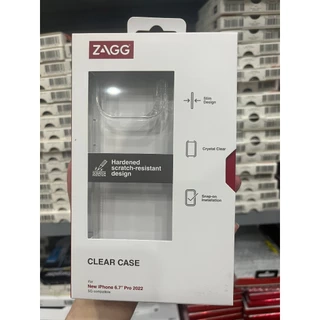 ZAGG
Slim
Design
Crystal Clear
Hardened
scratch-resistant
design
Snap-on
Installation
CLEAR CASE
For
New iPhone 6.7" Pro 2022